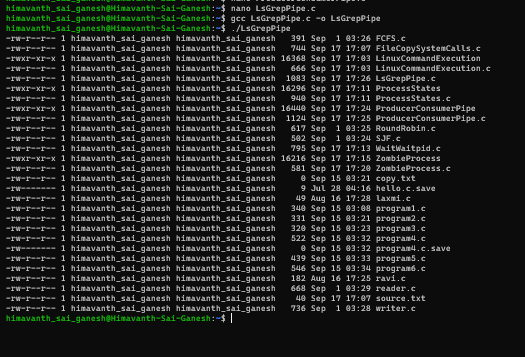 himavanth_sai_ganesh@Himavanth-Sai-Ganesh:~$ nano LsGrepPipe.c
himavanth_sai_ganesh@Himavanth-Sai-Ganesh:~$ gcc LsGrepPipe.c -o LsGrepPipe
himavanth_sai_ganesh@Himavanth-Sai-Ganesh:~$ ./LsGrepPipe
-rw-r--r-- 1 himavanth_sai_ganesh himavanth_sai_ganesh 391 Sep 1 03:26 FCFS.c
-rw-r--r-- 1 himavanth_sai_ganesh himavanth_sai_ganesh 744 Sep 17 17:07 FileCopySystemCalls.c
-rwxr-xr-x 1 himavanth_sai_ganesh himavanth_sai_ganesh 16368 Sep 17 17:03 LinuxCommandExecution
-rw-r--r-- 1 himavanth_sai_ganesh himavanth_sai_ganesh 666 Sep 17 17:03 LinuxCommandExecution.c
-rw-r--r-- 1 himavanth_sai_ganesh himavanth_sai_ganesh 1083 Sep 17 17:26 LsGrepPipe.c
-rwxr-xr-x 1 himavanth_sai_ganesh himavanth_sai_ganesh 16296 Sep 17 17:11 ProcessStates
-rw-r--r-- 1 himavanth_sai_ganesh himavanth_sai_ganesh 940 Sep 17 17:11 ProcessStates.c
-rwxr-xr-x 1 himavanth_sai_ganesh himavanth_sai_ganesh 16440 Sep 17 17:24 ProducerConsumerPipe
-rw-r--r-- 1 himavanth_sai_ganesh himavanth_sai_ganesh 1124 Sep 17 17:25 ProducerConsumerPipe.c
-rw-r--r-- 1 himavanth_sai_ganesh himavanth_sai_ganesh 617 Sep 1 03:25 RoundRobin.c
-rw-r--r-- 1 himavanth_sai_ganesh himavanth_sai_ganesh 502 Sep 1 03:24 SJF.c
-rw-r--r-- 1 himavanth_sai_ganesh himavanth_sai_ganesh 795 Sep 17 17:13 WaitWaitpid.c
-rwxr-xr-x 1 himavanth_sai_ganesh himavanth_sai_ganesh 16216 Sep 17 17:15 ZombieProcess
-rw-r--r-- 1 himavanth_sai_ganesh himavanth_sai_ganesh 581 Sep 17 17:20 ZombieProcess.c
-rw-r--r-- 1 himavanth_sai_ganesh himavanth_sai_ganesh 0 Sep 15 03:21 copy.txt
-rw------- 1 himavanth_sai_ganesh himavanth_sai_ganesh 9 Jul 28 04:16 hello.c.save
-rw-r--r-- 1 himavanth_sai_ganesh himavanth_sai_ganesh 49 Aug 16 17:28 laxmi.c
-rw-r--r-- 1 himavanth_sai_ganesh himavanth_sai_ganesh 340 Sep 15 03:08 program1.c
-rw-r--r-- 1 himavanth_sai_ganesh himavanth_sai_ganesh 331 Sep 15 03:21 program2.c
-rw-r--r-- 1 himavanth_sai_ganesh himavanth_sai_ganesh 320 Sep 15 03:23 program3.c
-rw-r--r-- 1 himavanth_sai_ganesh himavanth_sai_ganesh 522 Sep 15 03:32 program4.c
-rw------- 1 himavanth_sai_ganesh himavanth_sai_ganesh 0 Sep 15 03:32 program4.c.save
-rw-r--r-- 1 himavanth_sai_ganesh himavanth_sai_ganesh 439 Sep 15 03:33 program5.c
-rw-r--r-- 1 himavanth_sai_ganesh himavanth_sai_ganesh 546 Sep 15 03:34 program6.c
-rw-r--r-- 1 himavanth_sai_ganesh himavanth_sai_ganesh 182 Aug 16 17:25 ravi.c
-rw-r--r-- 1 himavanth_sai_ganesh himavanth_sai_ganesh 668 Sep 1 03:29 reader.c
-rw-r--r-- 1 himavanth_sai_ganesh himavanth_sai_ganesh 40 Sep 17 17:07 source.txt
-rw-r--r-- 1 himavanth_sai_ganesh himavanth_sai_ganesh 736 Sep 1 03:28 writer.c
himavanth_sai_ganesh@Himavanth-Sai-Ganesh:~$